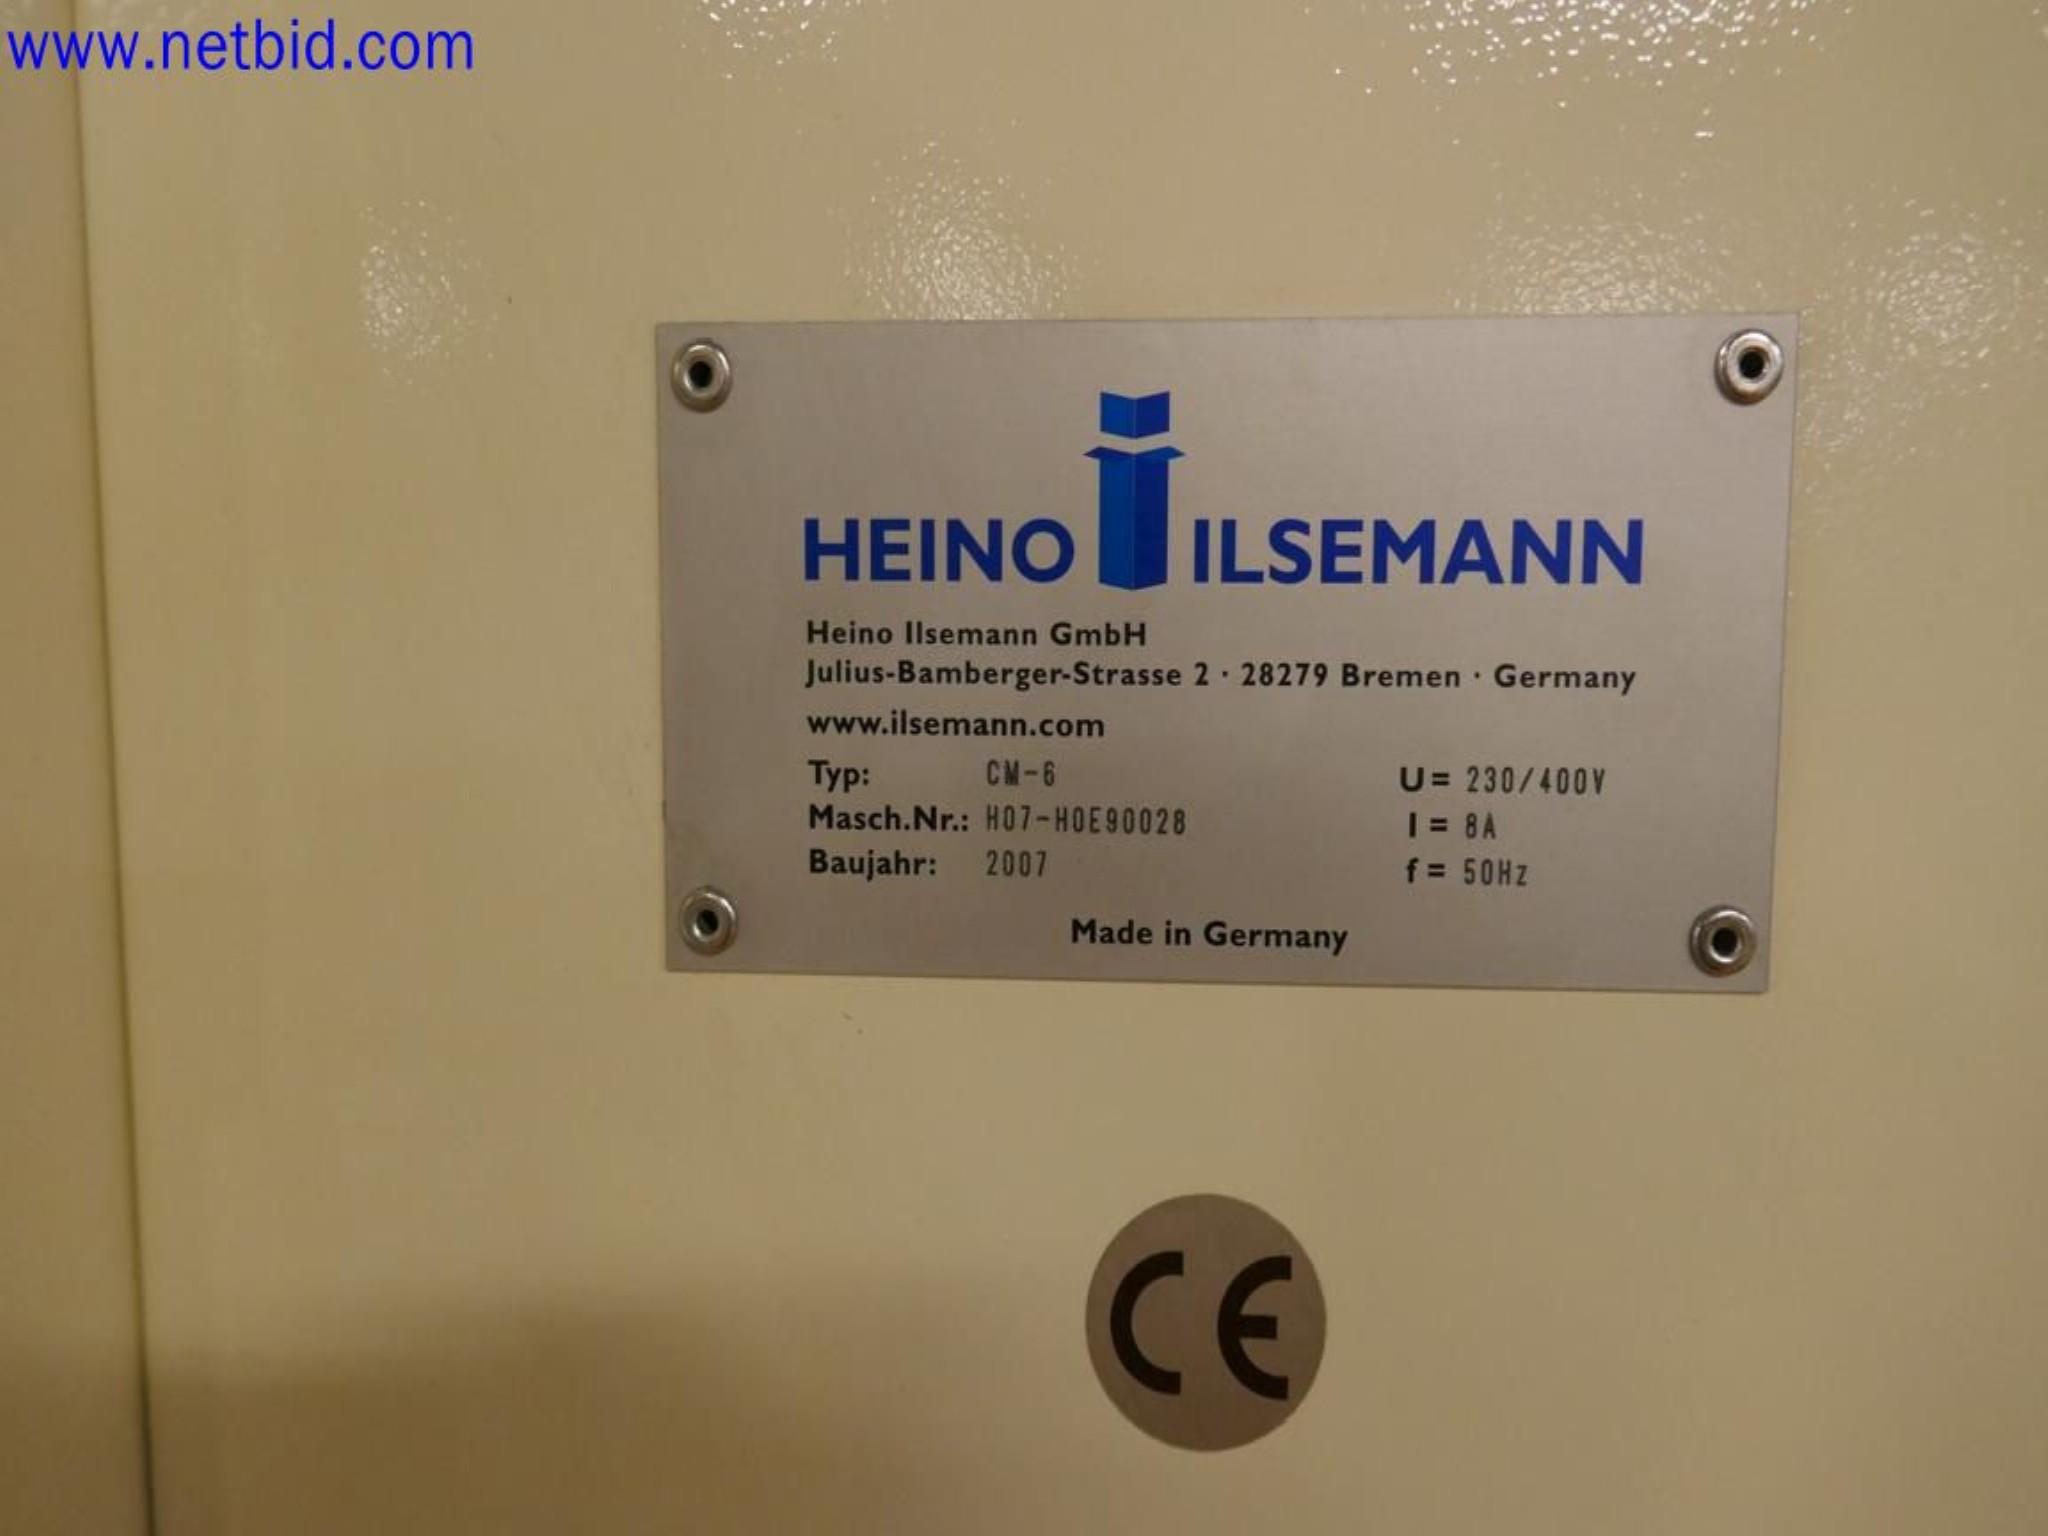 www.netbid.com
HEINO ILSEMANN
Heino Ilsemann GmbH
Julius-Bamberger-Strasse 2 · 28279 Bremen · Germany
www.ilsemann.com
Typ: CM-6 U= 230/400V
Masch.Nr.: H07-H0E90028 I = 8A
Baujahr: 2007 f = 50Hz
Made in Germany
CE